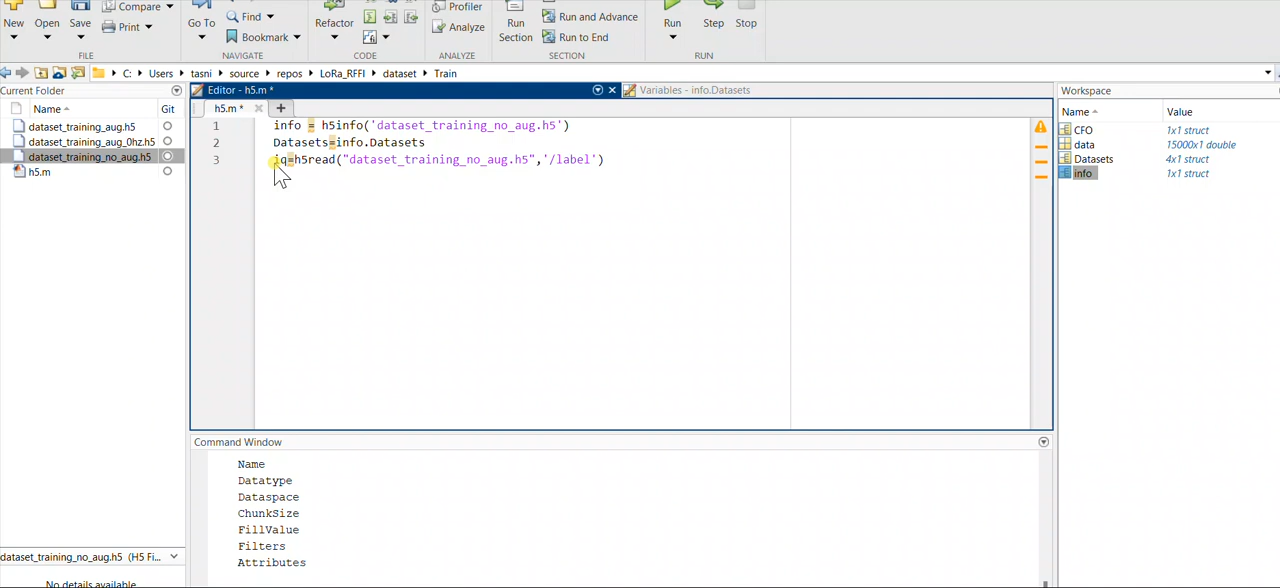 Compare
Find
Profiler
Run and Advance
New Open Save Print Go To Bookmark Refactor Analyze Run Section Run to End Run Step Stop
FILE NAVIGATE CODE ANALYZE SECTION RUN
C: Users tasni source repos LoRa_RFFI dataset Train
Current Folder
Name Git
dataset_training_aug.h5
dataset_training_aug_0hz.h5
dataset_training_no_aug.h5
h5.m
dataset_training_no_aug.h5 (H5 Fi...
No details available
Editor - h5.m *
Variables - info.Datasets
h5.m *
1 info = h5info('dataset_training_no_aug.h5')
2 Datasets=info.Datasets
3 iq=h5read("dataset_training_no_aug.h5",'/label')
Command Window
Name
Datatype
Dataspace
ChunkSize
FillValue
Filters
Attributes
Workspace
Name Value
CFO 1x1 struct
data 15000x1 double
Datasets 4x1 struct
info 1x1 struct